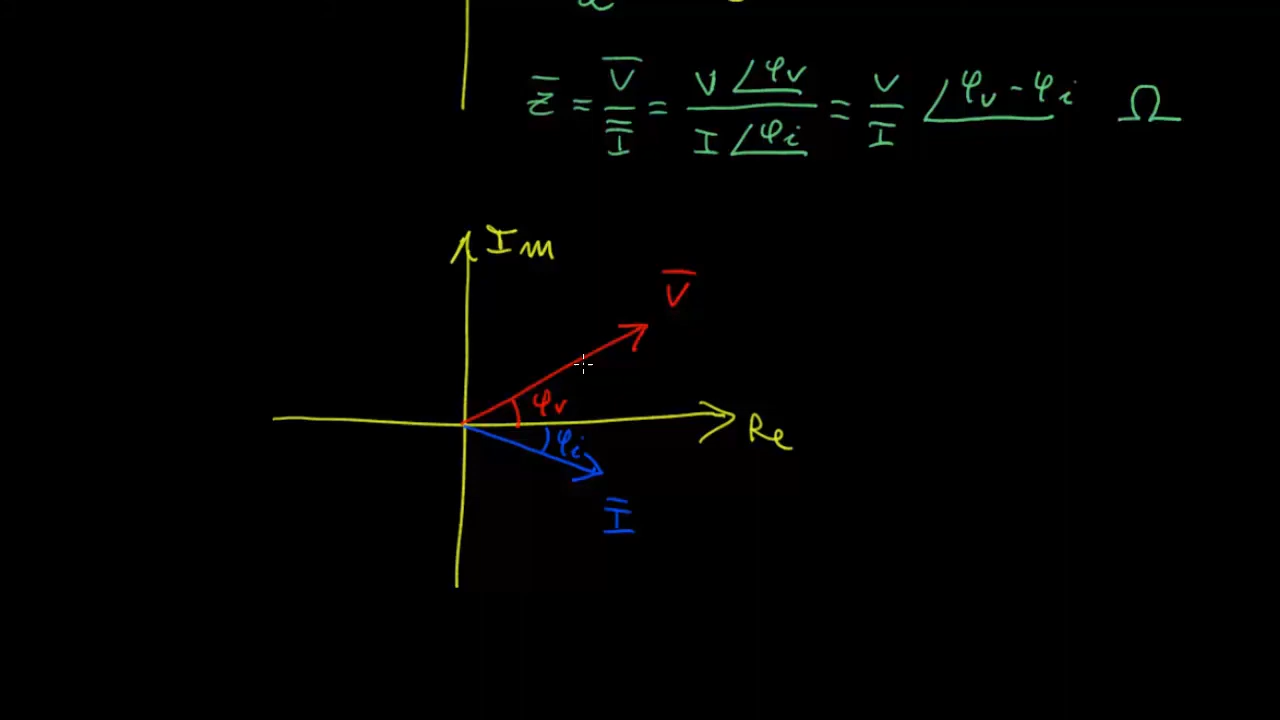 z̅ = V̅ / I̅ = V∠φv / I∠φi = V / I ∠φv - φi Ω
Im
V̅
φv
Re
φi
I̅